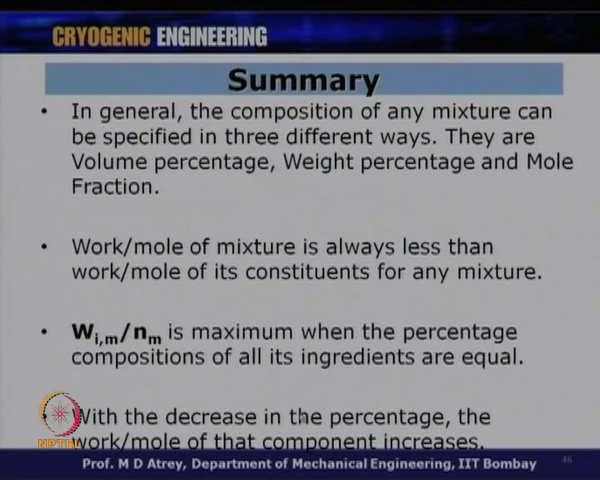 CRYOGENIC ENGINEERING
Summary
• In general, the composition of any mixture can
be specified in three different ways. They are
Volume percentage, Weight percentage and Mole
Fraction.
• Work/mole of mixture is always less than
work/mole of its constituents for any mixture.
• Wi,m/nm is maximum when the percentage
compositions of all its ingredients are equal.
With the decrease in the percentage, the
work/mole of that component increases.
NPTEL
Prof. M D Atrey, Department of Mechanical Engineering, IIT Bombay
46